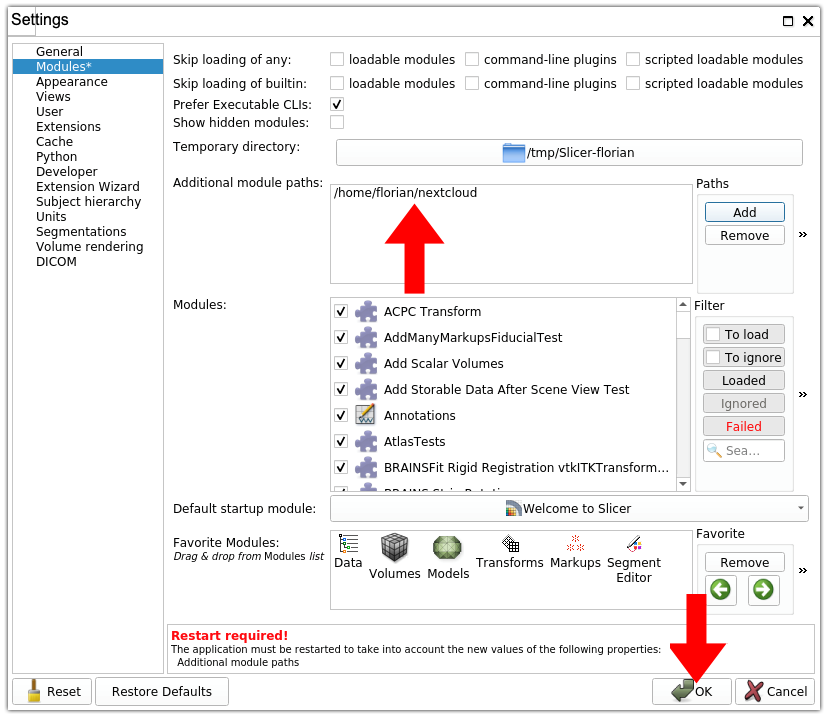 Settings
General
Modules*
Appearance
Views
User
Extensions
Cache
Python
Developer
Extension Wizard
Subject hierarchy
Units
Segmentations
Volume rendering
DICOM
Skip loading of any: loadable modules command-line plugins scripted loadable modules
Skip loading of builtin: loadable modules command-line plugins scripted loadable modules
Prefer Executable CLIs:
Show hidden modules:
Temporary directory: /tmp/Slicer-florian
Additional module paths: /home/florian/nextcloud
Paths
Add
Remove
»
Modules:
ACPC Transform
AddManyMarkupsFiducialTest
Add Scalar Volumes
Add Storable Data After Scene View Test
Annotations
AtlasTests
BRAINSFit Rigid Registration vtkITKTransform...
Filter
To load
To ignore
Loaded
Ignored
Failed
Sea...
»
Default startup module: Welcome to Slicer
Favorite Modules:
Drag & drop from Modules list
Data
Volumes
Models
Transforms
Markups
Segment
Editor
Favorite
Remove
»
Restart required!
The application must be restarted to take into account the new values of the following properties:
Additional module paths
Reset Restore Defaults OK Cancel